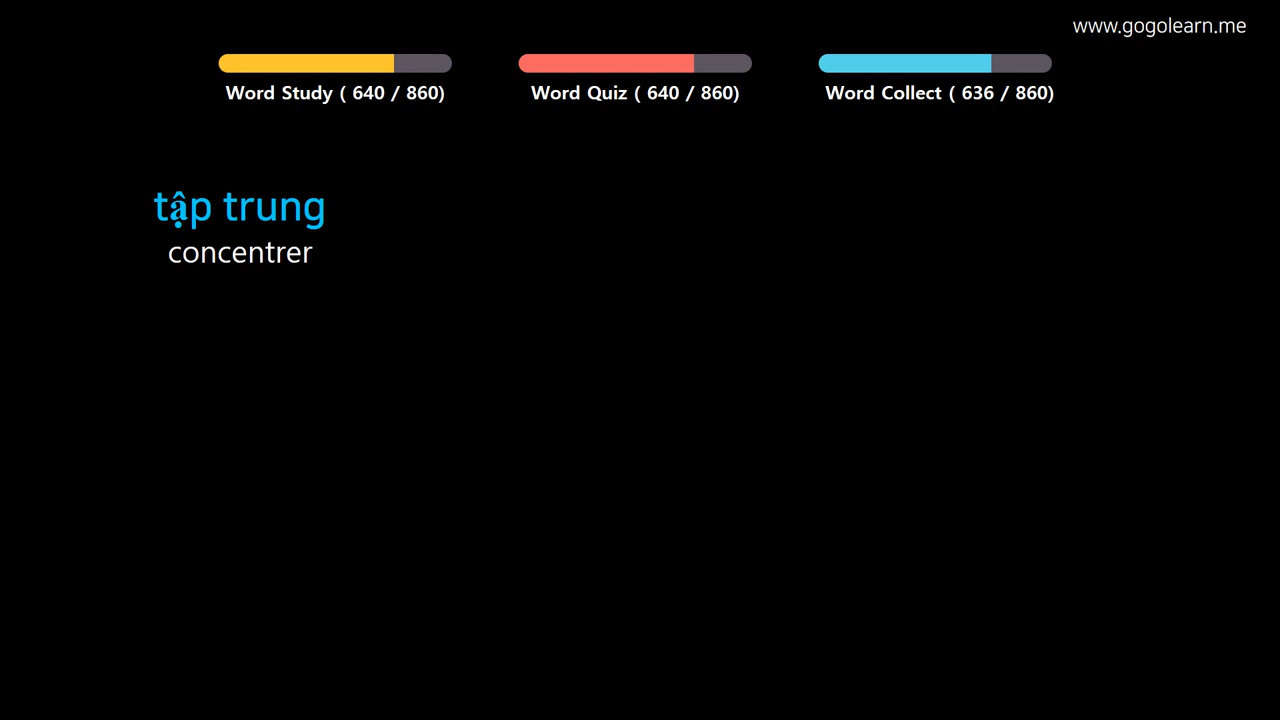 www.gogolearn.me
Word Study ( 640 / 860)
Word Quiz ( 640 / 860)
Word Collect ( 636 / 860)
tập trung
concentrer